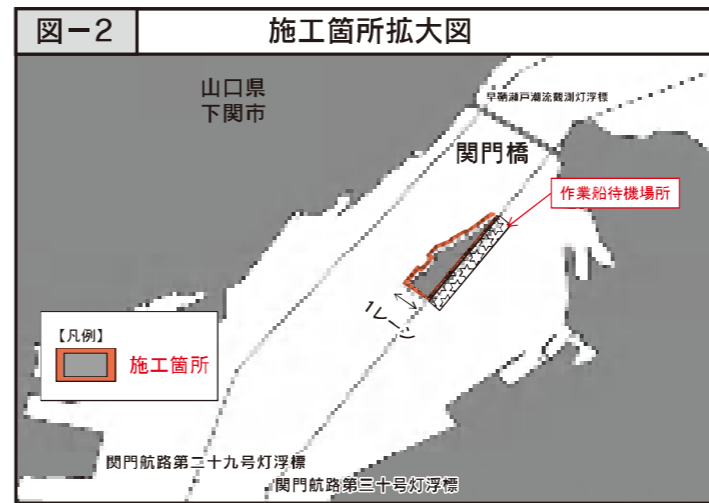 図－2
施工箇所拡大図
山口県
下関市
早鞆瀬戸潮流観測灯浮標
関門橋
作業船待機場所
1レーン
【凡例】
施工箇所
関門航路第二十九号灯浮標
関門航路第三十号灯浮標